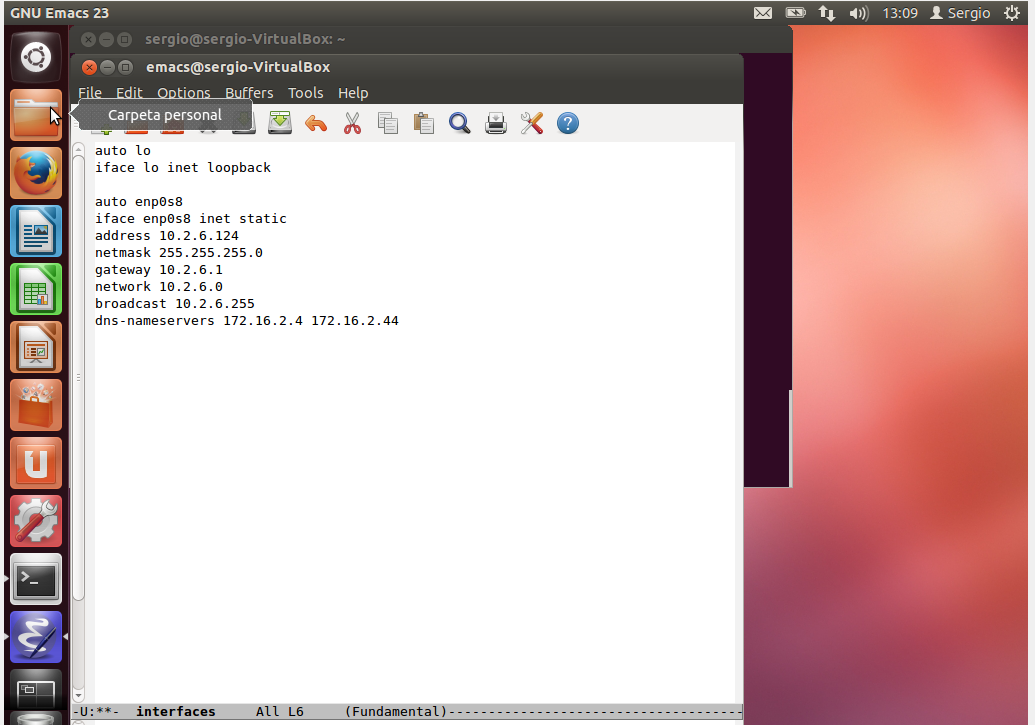 GNU Emacs 23
13:09 Sergio
sergio@sergio-VirtualBox: ~
emacs@sergio-VirtualBox
File Edit Options Buffers Tools Help
Carpeta personal
auto lo
iface lo inet loopback
auto enp0s8
iface enp0s8 inet static
address 10.2.6.124
netmask 255.255.255.0
gateway 10.2.6.1
network 10.2.6.0
broadcast 10.2.6.255
dns-nameservers 172.16.2.4 172.16.2.44
-U:**- interfaces All L6 (Fundamental)-------------------------------------